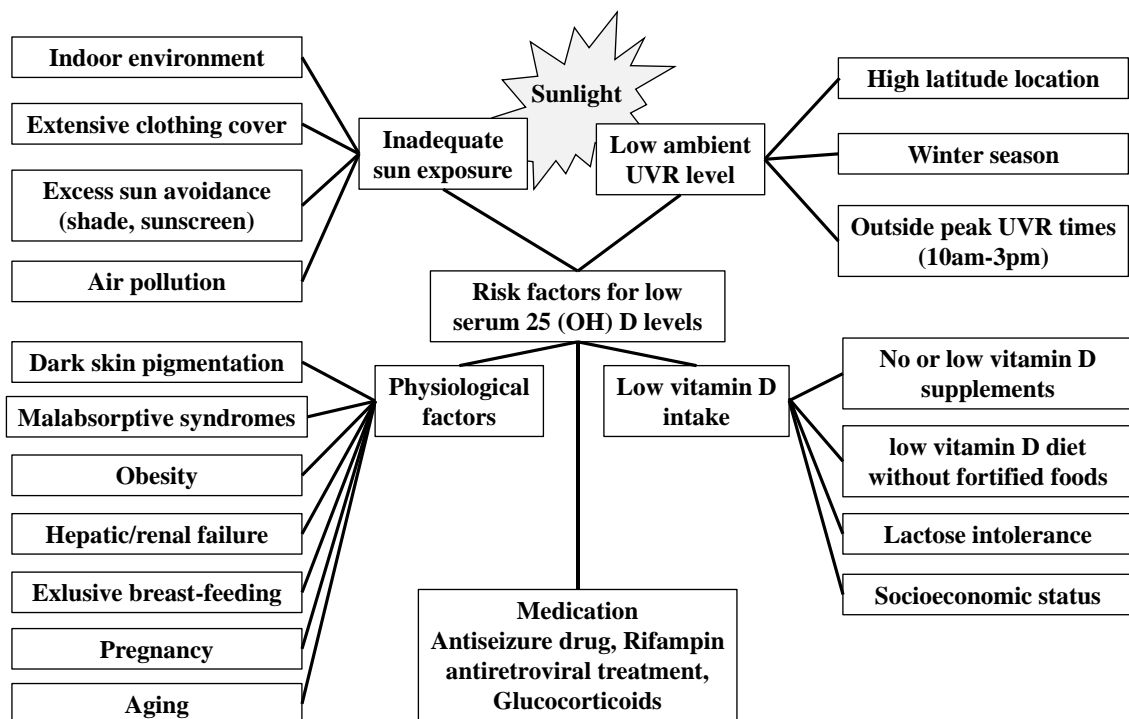 Sunlight
Indoor environment
Extensive clothing cover
Excess sun avoidance
(shade, sunscreen)
Air pollution
Inadequate
sun exposure
Low ambient
UVR level
High latitude location
Winter season
Outside peak UVR times
(10am-3pm)
Risk factors for low
serum 25 (OH) D levels
Dark skin pigmentation
Malabsorptive syndromes
Obesity
Hepatic/renal failure
Exlusive breast-feeding
Pregnancy
Aging
Physiological
factors
Low vitamin D
intake
No or low vitamin D
supplements
low vitamin D diet
without fortified foods
Lactose intolerance
Socioeconomic status
Medication
Antiseizure drug, Rifampin
antiretroviral treatment,
Glucocorticoids